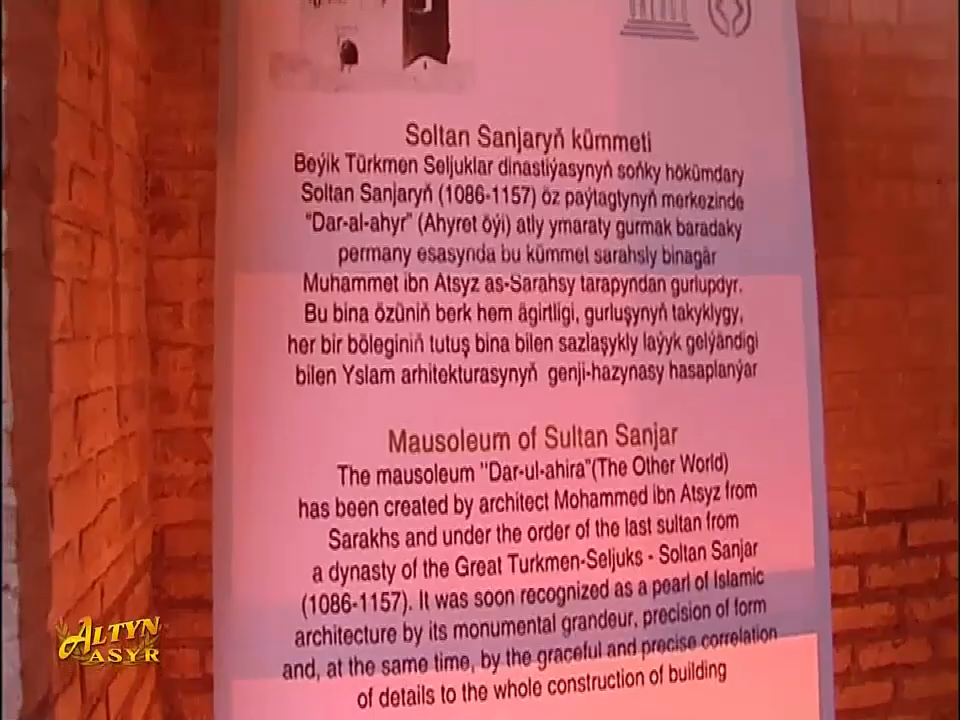 Soltan Sanjaryň kümmeti
Beýik Türkmen Seljuklar dinastiýasynyň soňky hökümdary
Soltan Sanjaryň (1086-1157) öz paýtagtynyň merkezinde
"Dar-al-ahyr" (Ahyret öýi) atly ymaraty gurmak baradaky
permany esasynda bu kümmet sarahsly binagär
Muhammet ibn Atsyz as-Sarahsy tarapyndan gurlupdyr.
Bu bina özüniň berk hem ägirtligi, gurluşynyň takyklygy,
her bir böleginiň tutuş bina bilen sazlaşykly laýyk gelýändigi
bilen Yslam arhitekturasynyň genji-hazynasy hasaplanýar
Mausoleum of Sultan Sanjar
The mausoleum "Dar-ul-ahira"(The Other World)
has been created by architect Mohammed ibn Atsyz from
Sarakhs and under the order of the last sultan from
a dynasty of the Great Turkmen-Seljuks - Soltan Sanjar
(1086-1157). It was soon recognized as a pearl of Islamic
architecture by its monumental grandeur, precision of form
and, at the same time, by the graceful and precise correlation
of details to the whole construction of building
ALTYN
ASYR